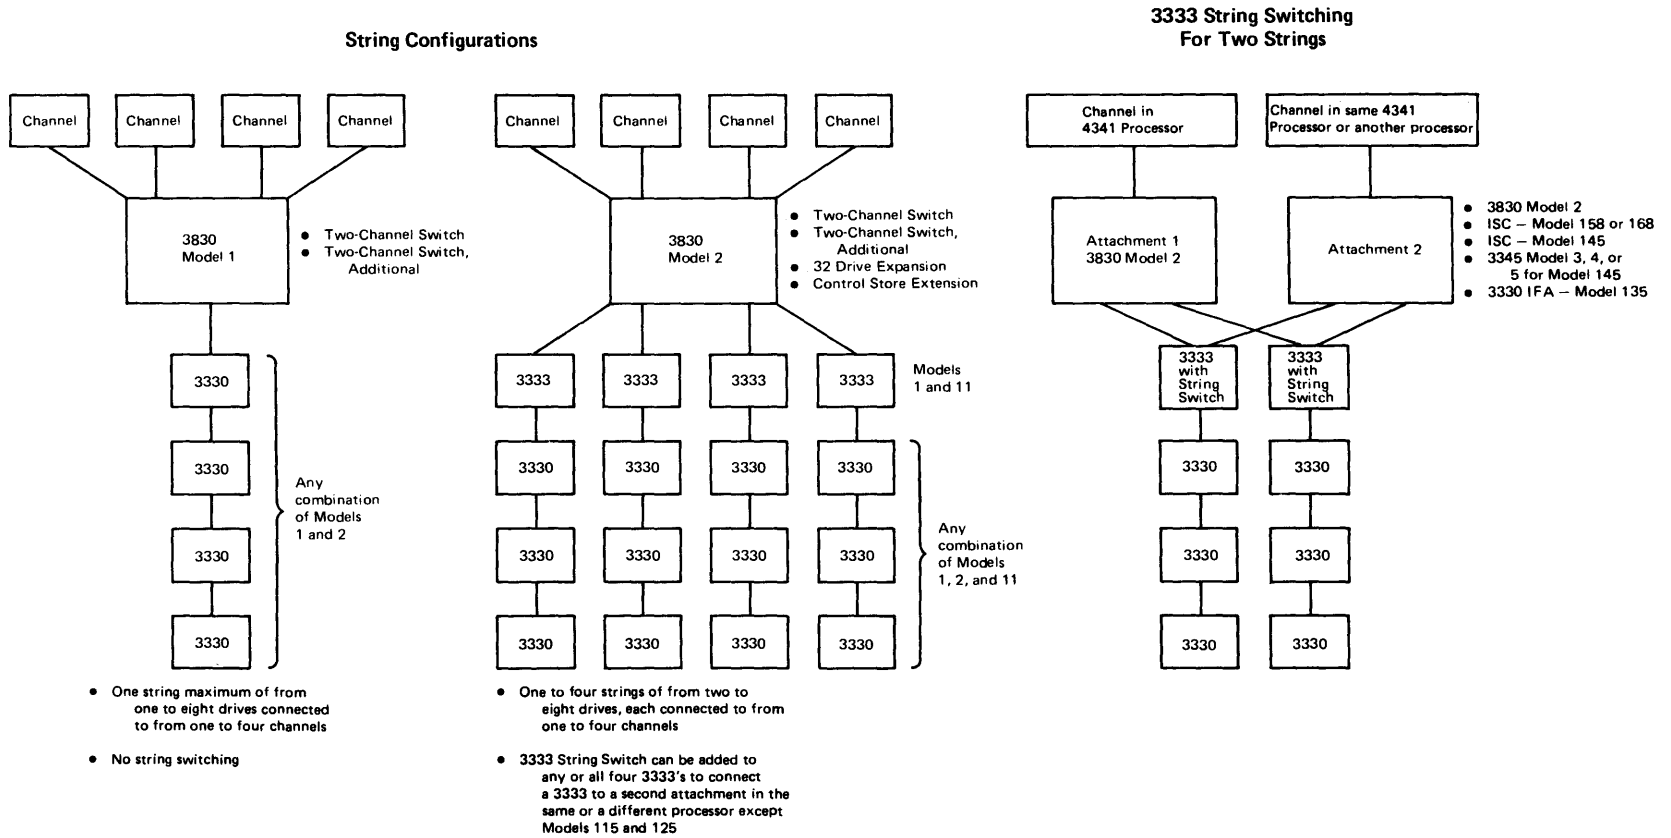 String Configurations
3333 String Switching
For Two Strings
Channel
Channel
Channel
Channel
3830
Model 1
• Two-Channel Switch
• Two-Channel Switch,
Additional
3330
3330
3330
3330
Any
combination
of Models
1 and 2
• One string maximum of from
one to eight drives connected
to from one to four channels
• No string switching
Channel
Channel
Channel
Channel
3830
Model 2
• Two-Channel Switch
• Two-Channel Switch,
Additional
• 32 Drive Expansion
• Control Store Extension
3333
3333
3333
3333
Models
1 and 11
3330
3330
3330
3330
3330
3330
3330
3330
3330
3330
3330
3330
Any
combination
of Models
1, 2, and 11
• One to four strings of from two to
eight drives, each connected to from
one to four channels
• 3333 String Switch can be added to
any or all four 3333's to connect
a 3333 to a second attachment in the
same or a different processor except
Models 115 and 125
Channel in
4341 Processor
Channel in same 4341
Processor or another processor
Attachment 1
3830 Model 2
Attachment 2
• 3830 Model 2
• ISC – Model 158 or 168
• ISC – Model 145
• 3345 Model 3, 4, or
5 for Model 145
• 3330 IFA – Model 135
3333
with
String
Switch
3333
with
String
Switch
3330
3330
3330
3330
3330
3330